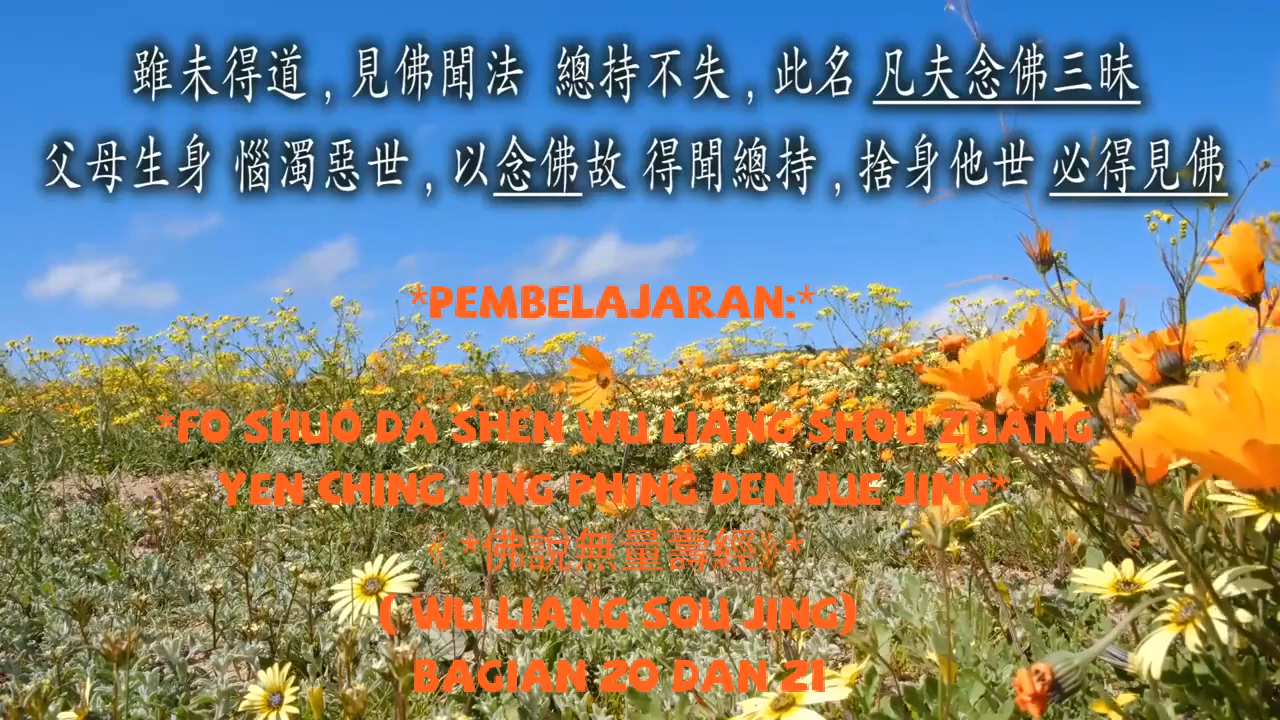 雖未得道 , 見佛聞法 總持不失 , 此名 凡夫念佛三昧
父母生身 惱濁惡世 , 以念佛故 得聞總持 , 捨身他世 必得見佛
*PEMBELAJARAN:*
*FO SHUO DA SHEN WU LIANG SHOU ZUANG
YEN CHING JING PHING DEN JUE JING*
《 *佛說無量壽經》*
( WU LIANG SOU JING)
BAGIAN 20 DAN 21